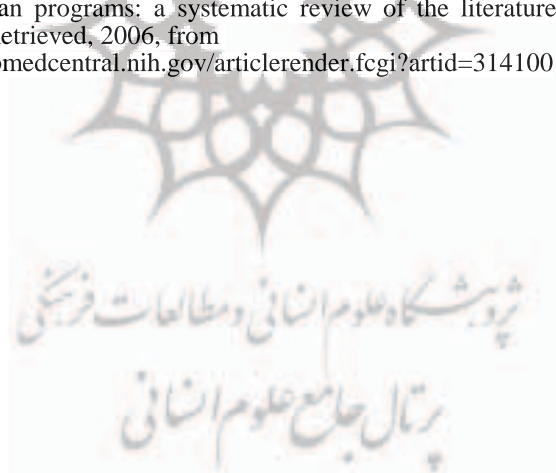 an programs: a systematic review of the literature
etrieved, 2006, from
omedcentral.nih.gov/articlerender.fcgi?artid=314100
پژوهشگاه علوم انسانی و مطالعات فرهنگی
پرتال جامع علوم انسانی